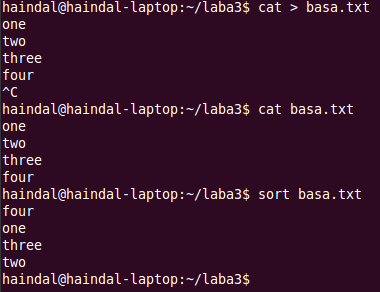 haindal@haindal-laptop:~/laba3$ cat > basa.txt
one
two
three
four
^C
haindal@haindal-laptop:~/laba3$ cat basa.txt
one
two
three
four
haindal@haindal-laptop:~/laba3$ sort basa.txt
four
one
three
two
haindal@haindal-laptop:~/laba3$